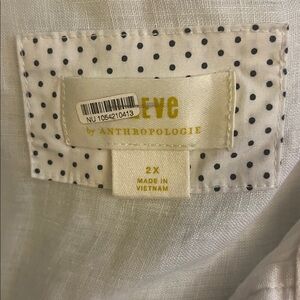 EVE
NU 1054210413
by ANTHROPOLOGIE
2X
MADE IN
VIETNAM